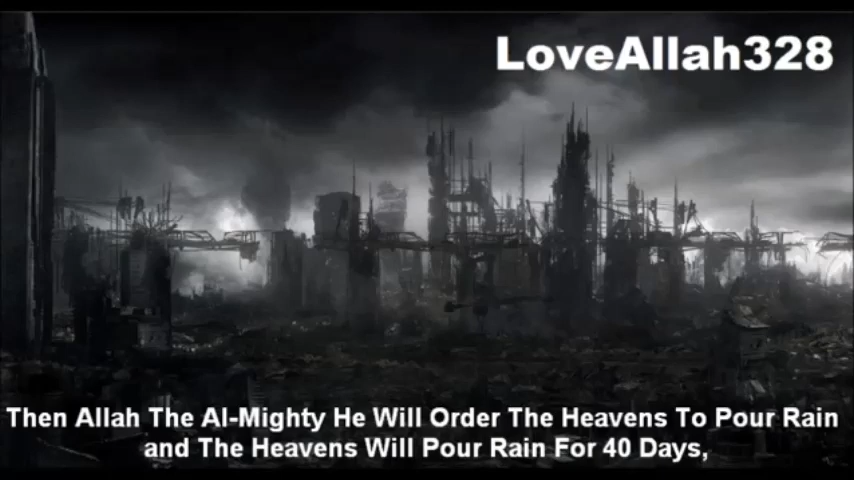 LoveAllah328
Then Allah The Al-Mighty He Will Order The Heavens To Pour Rain
and The Heavens Will Pour Rain For 40 Days,